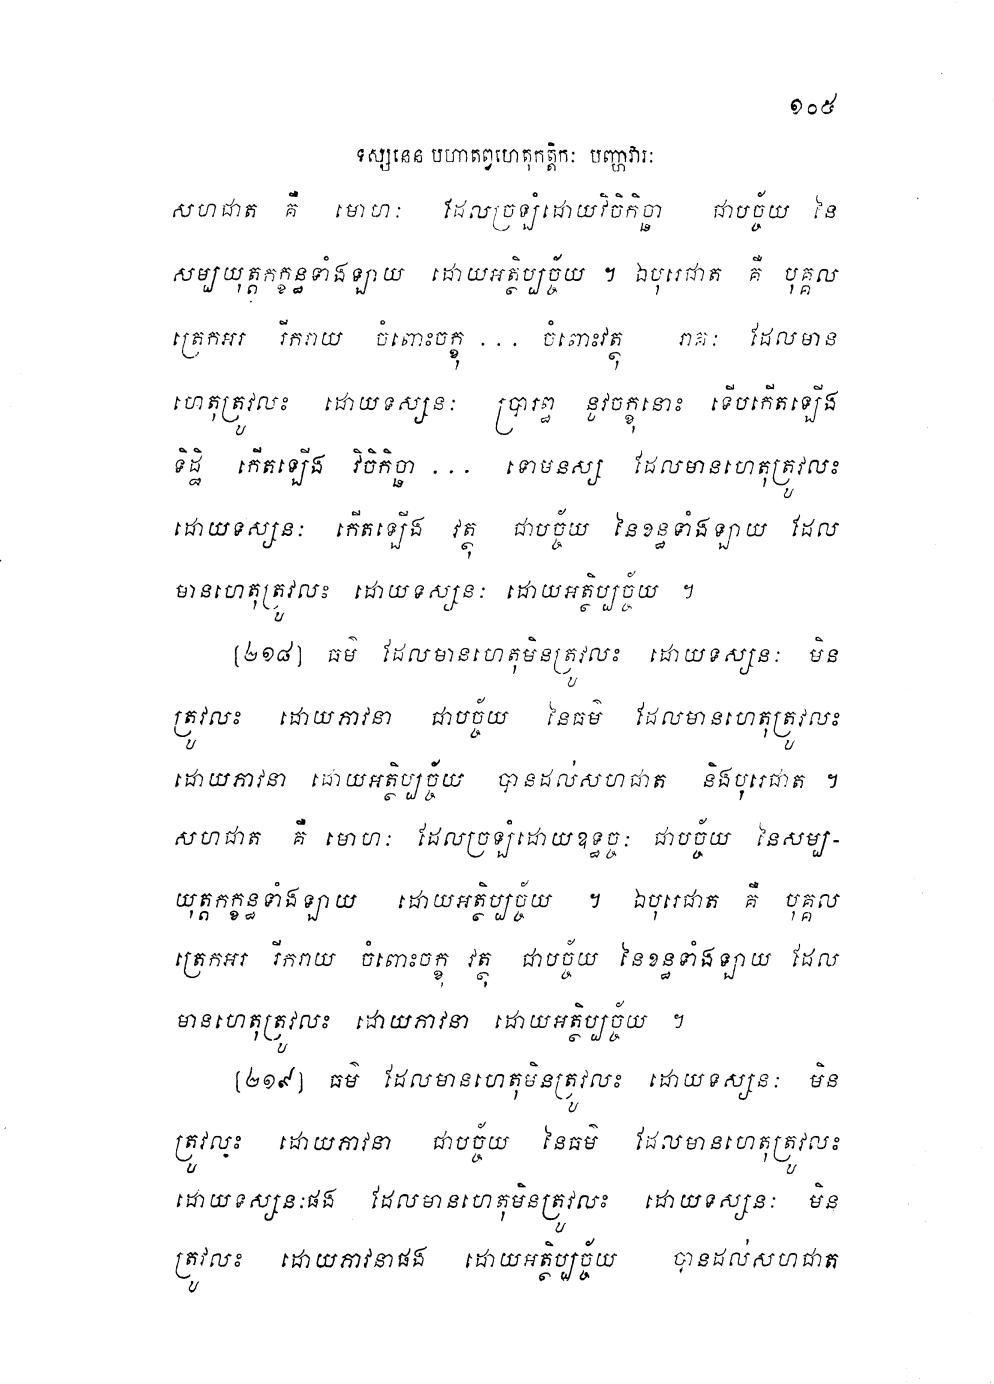 ១០៥
ទស្សនេន បហាតព្វហេតុកត្តិកៈ បញ្ហាវារៈ
សហជាត គឺ មោហៈ ដែលច្រឡំដោយវិចិកិច្ឆា ជាបច្ច័យ នៃ
សម្បយុត្តកក្ខន្ធទាំងឡាយ ដោយអត្ថិប្បច្ច័យ ។ ឯបុរេជាត គឺ បុគ្គល
ត្រេកអរ រីករាយ ចំពោះចក្ខុ ... ចំពោះវត្ថុ រាគៈ ដែលមាន
ហេតុត្រូវលះ ដោយទស្សនៈ ប្រារព្ធ នូវចក្ខុនោះ ទើបកើតឡើង
ទិដ្ឋិ កើតឡើង វិចិកិច្ឆា ... ទោមនស្ស ដែលមានហេតុត្រូវលះ
ដោយទស្សនៈ កើតឡើង វត្ថុ ជាបច្ច័យ នៃខន្ធទាំងឡាយ ដែល
មានហេតុត្រូវលះ ដោយទស្សនៈ ដោយអត្ថិប្បច្ច័យ ។
[២១៨] ធម៌ ដែលមានហេតុមិនត្រូវលះ ដោយទស្សនៈ មិន
ត្រូវលះ ដោយភាវនា ជាបច្ច័យ នៃធម៌ ដែលមានហេតុត្រូវលះ
ដោយភាវនា ដោយអត្ថិប្បច្ច័យ បានដល់សហជាត និងបុរេជាត ។
សហជាត គឺ មោហៈ ដែលច្រឡំដោយឧទ្ធច្ចៈ ជាបច្ច័យ នៃសម្ប-
យុត្តកក្ខន្ធទាំងឡាយ ដោយអត្ថិប្បច្ច័យ ។ ឯបុរេជាត គឺ បុគ្គល
ត្រេកអរ រីករាយ ចំពោះចក្ខុ វត្ថុ ជាបច្ច័យ នៃខន្ធទាំងឡាយ ដែល
មានហេតុត្រូវលះ ដោយភាវនា ដោយអត្ថិប្បច្ច័យ ។
[២១៩] ធម៌ ដែលមានហេតុមិនត្រូវលះ ដោយទស្សនៈ មិន
ត្រូវលះ ដោយភាវនា ជាបច្ច័យ នៃធម៌ ដែលមានហេតុត្រូវលះ
ដោយទស្សនៈផង ដែលមានហេតុមិនត្រូវលះ ដោយទស្សនៈ មិន
ត្រូវលះ ដោយភាវនាផង ដោយអត្ថិប្បច្ច័យ បានដល់សហជាត